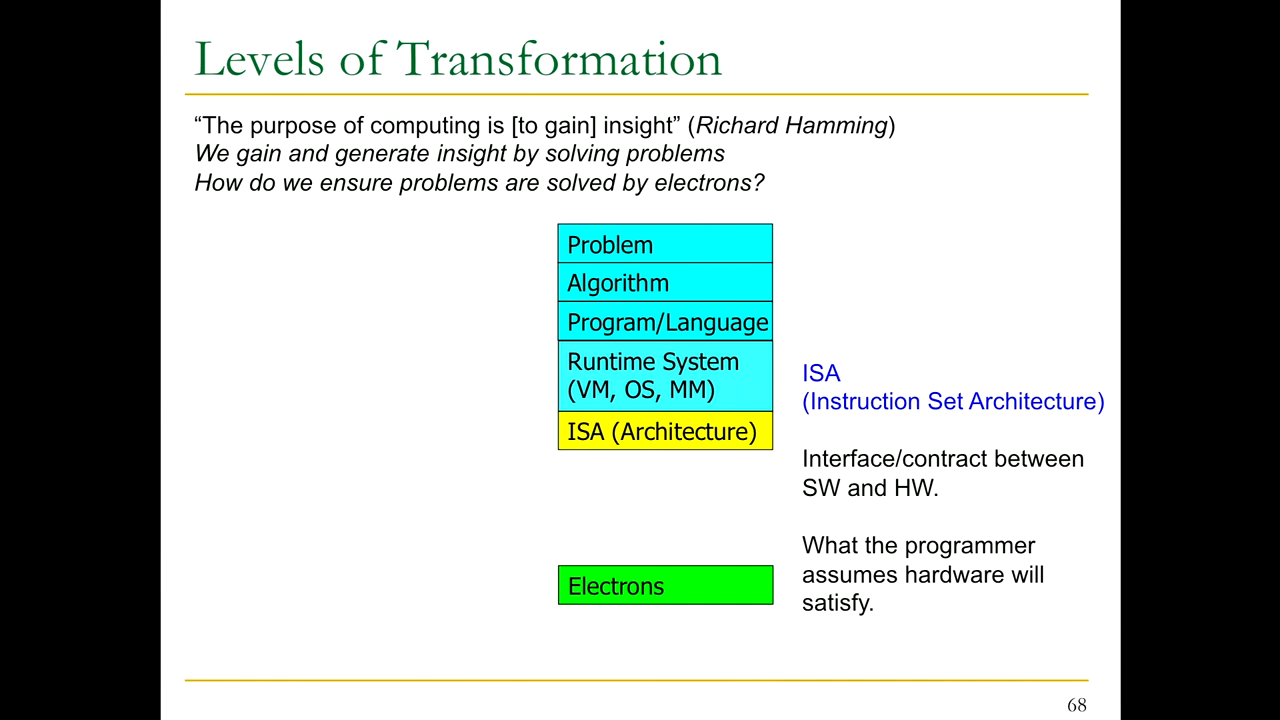 Levels of Transformation
“The purpose of computing is [to gain] insight” (Richard Hamming)
We gain and generate insight by solving problems
How do we ensure problems are solved by electrons?
Problem
Algorithm
Program/Language
Runtime System
(VM, OS, MM)
ISA (Architecture)
Electrons
ISA
(Instruction Set Architecture)
Interface/contract between
SW and HW.
What the programmer
assumes hardware will
satisfy.
68